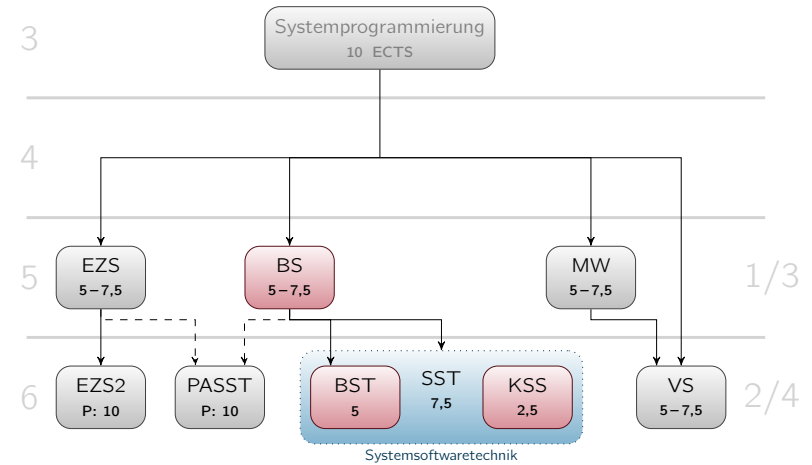 3
Systemprogrammierung
10 ECTS
4
5
EZS
5–7,5
BS
5–7,5
MW
5–7,5
1/3
6
EZS2
P: 10
PASST
P: 10
BST
5
SST
7,5
KSS
2,5
VS
5–7,5
2/4
Systemsoftwaretechnik